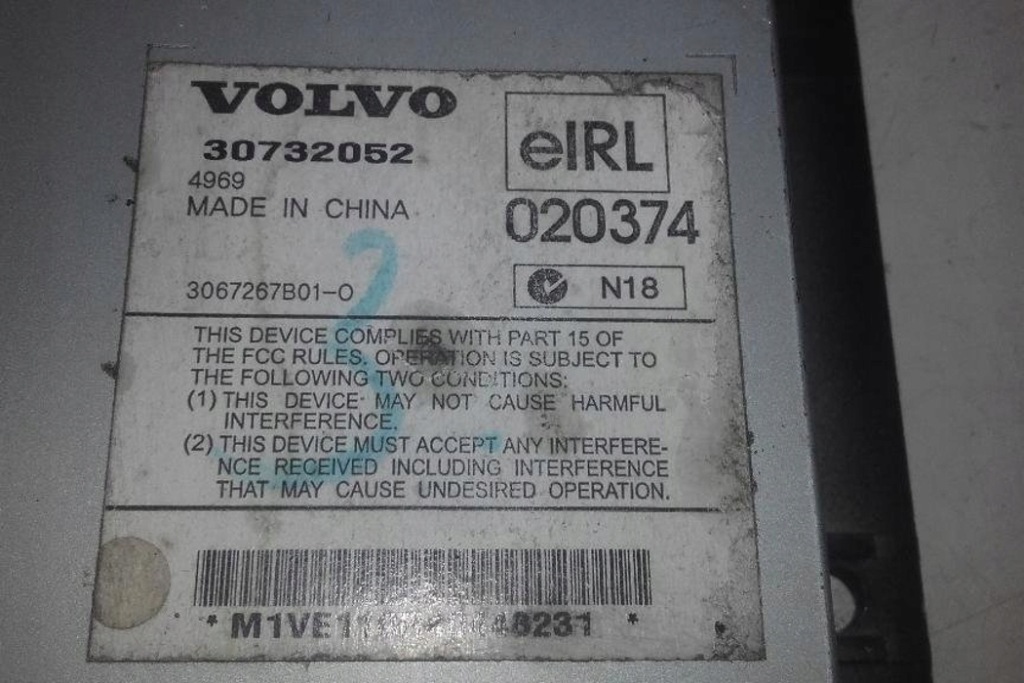 VOLVO
30732052
4969
MADE IN CHINA
3067267B01-O
eIRL
020374
N18
THIS DEVICE COMPLIES WITH PART 15 OF
THE FCC RULES. OPERATION IS SUBJECT TO
THE FOLLOWING TWO CONDITIONS:
(1) THIS DEVICE MAY NOT CAUSE HARMFUL
INTERFERENCE.
(2) THIS DEVICE MUST ACCEPT ANY INTERFERE-
NCE RECEIVED INCLUDING INTERFERENCE
THAT MAY CAUSE UNDESIRED OPERATION.